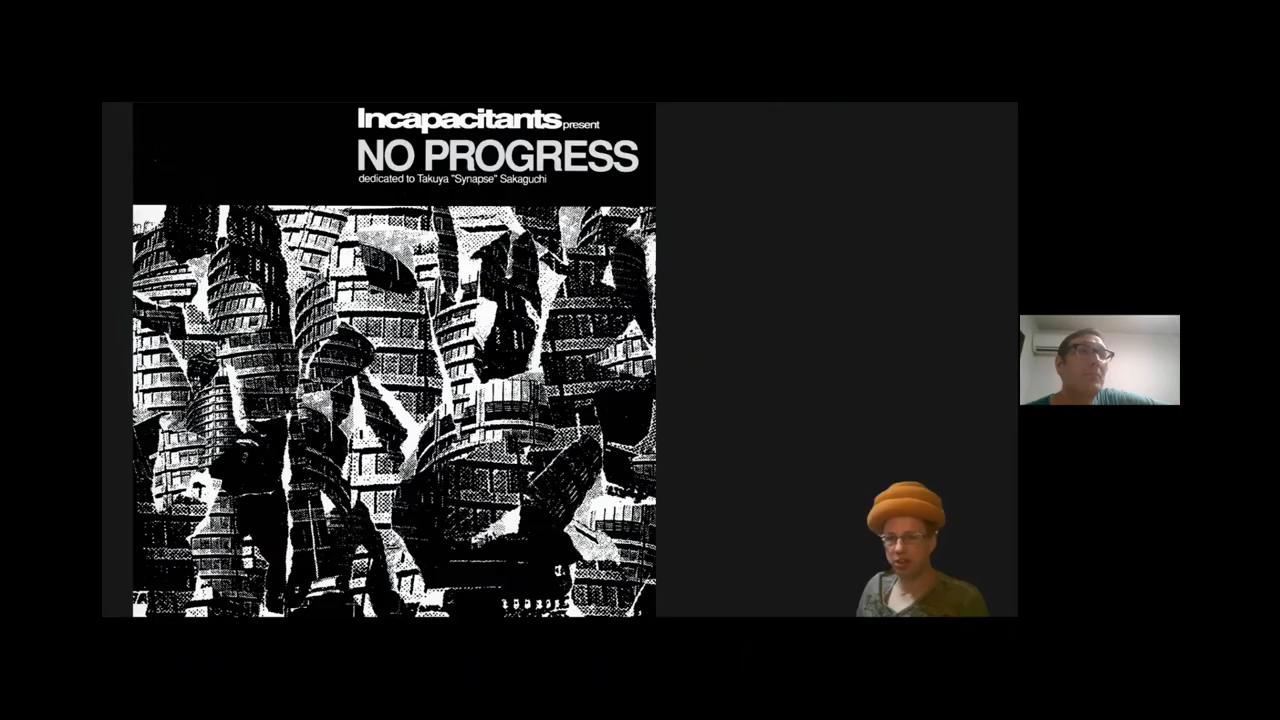 Incapacitants present
NO PROGRESS
dedicated to Takuya "Synapse" Sakaguchi